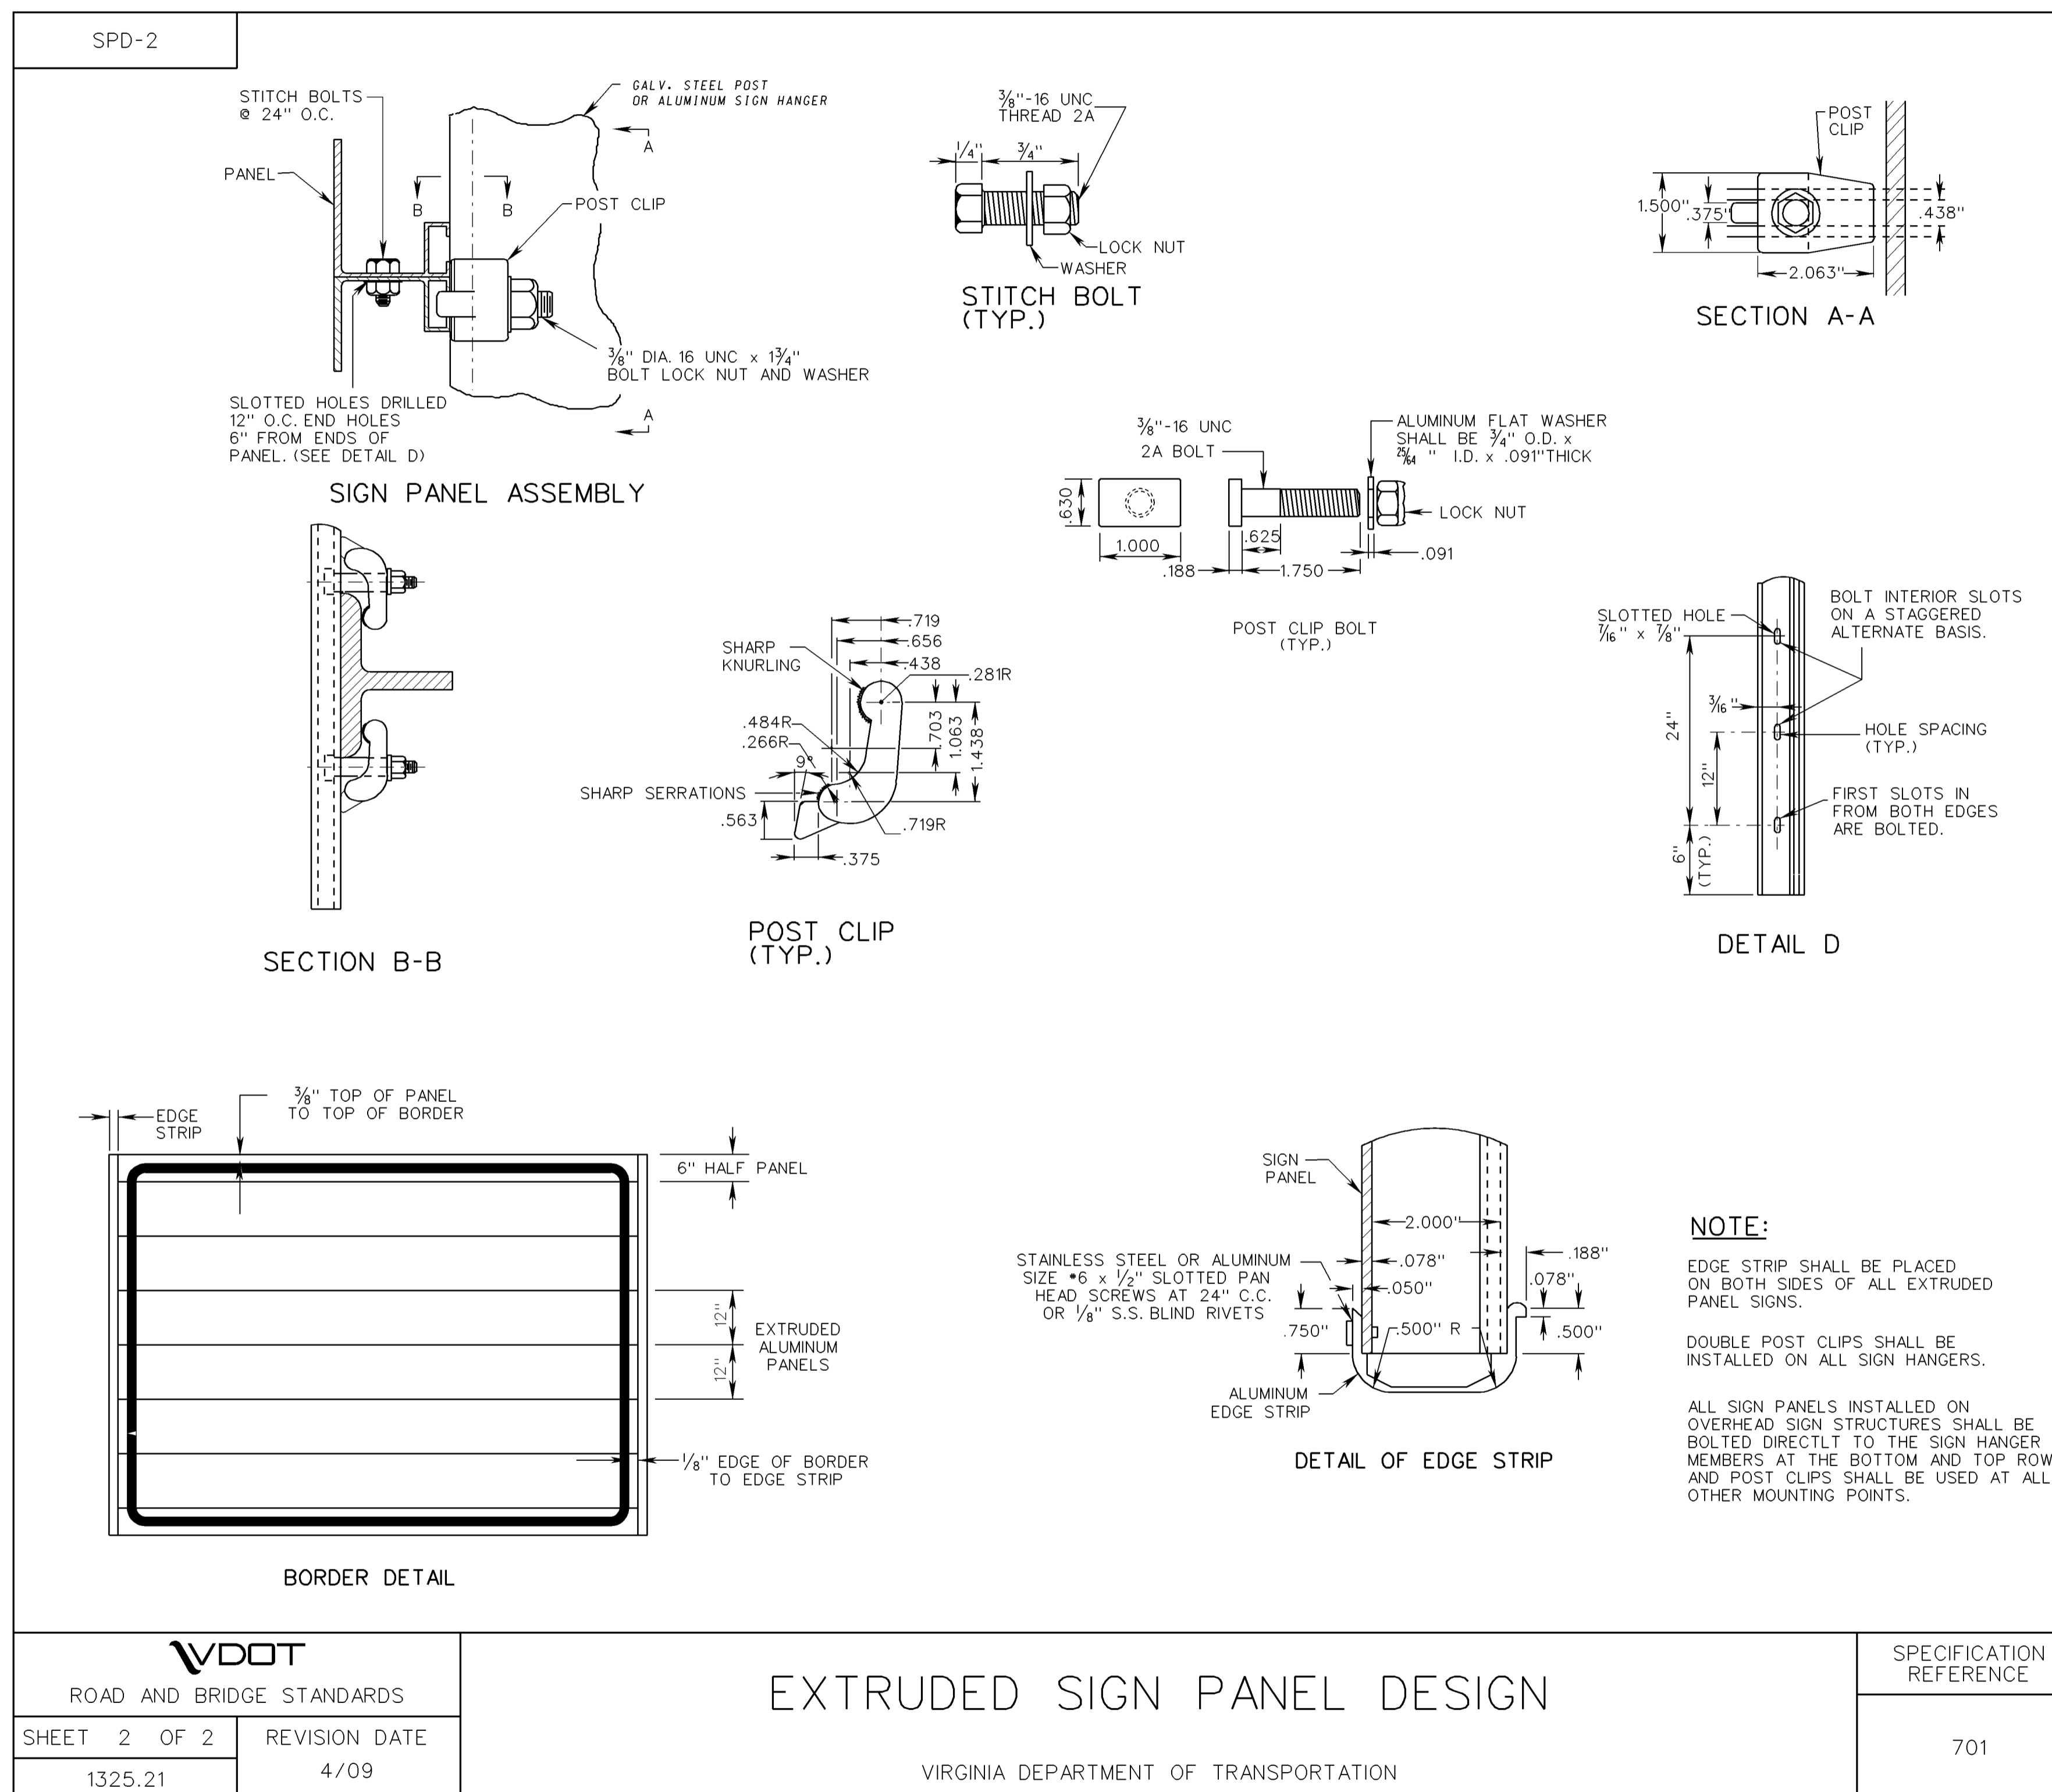 SPD-2
STITCH BOLTS
@ 24" O.C.
GALV. STEEL POST
OR ALUMINUM SIGN HANGER
A
PANEL
B
B
POST CLIP
3/8" DIA. 16 UNC x 1 3/4"
BOLT LOCK NUT AND WASHER
SLOTTED HOLES DRILLED
12" O.C. END HOLES
6" FROM ENDS OF
PANEL. (SEE DETAIL D)
A
SIGN PANEL ASSEMBLY
3/8"-16 UNC
THREAD 2A
1/4"
3/4"
LOCK NUT
WASHER
STITCH BOLT
(TYP.)
POST
CLIP
1.500"
.375"
.438"
2.063"
SECTION A-A
3/8"-16 UNC
2A BOLT
ALUMINUM FLAT WASHER
SHALL BE 3/4" O.D. x
25/64 " I.D. x .091"THICK
LOCK NUT
.630
1.000
.625
.188
1.750
.091
POST CLIP BOLT
(TYP.)
SECTION B-B
.719
.656
.438
SHARP
KNURLING
.281R
.484R
.266R
.703
1.063
1.438
9°
SHARP SERRATIONS
.563
.719R
.375
POST CLIP
(TYP.)
SLOTTED HOLE
7/16" x 7/8"
BOLT INTERIOR SLOTS
ON A STAGGERED
ALTERNATE BASIS.
3/16 "
24"
HOLE SPACING
(TYP.)
12"
FIRST SLOTS IN
FROM BOTH EDGES
ARE BOLTED.
6"
(TYP.)
DETAIL D
3/8" TOP OF PANEL
TO TOP OF BORDER
EDGE
STRIP
6" HALF PANEL
12"
12"
EXTRUDED
ALUMINUM
PANELS
1/8" EDGE OF BORDER
TO EDGE STRIP
BORDER DETAIL
SIGN
PANEL
2.000"
STAINLESS STEEL OR ALUMINUM
SIZE *6 x 1/2" SLOTTED PAN
HEAD SCREWS AT 24" C.C.
OR 1/8" S.S. BLIND RIVETS
.078"
.050"
.188"
.078"
.750"
.500" R
.500"
ALUMINUM
EDGE STRIP
DETAIL OF EDGE STRIP
NOTE:
EDGE STRIP SHALL BE PLACED
ON BOTH SIDES OF ALL EXTRUDED
PANEL SIGNS.
DOUBLE POST CLIPS SHALL BE
INSTALLED ON ALL SIGN HANGERS.
ALL SIGN PANELS INSTALLED ON
OVERHEAD SIGN STRUCTURES SHALL BE
BOLTED DIRECTLT TO THE SIGN HANGER
MEMBERS AT THE BOTTOM AND TOP ROW
AND POST CLIPS SHALL BE USED AT ALL
OTHER MOUNTING POINTS.
VDOT
ROAD AND BRIDGE STANDARDS
SHEET 2 OF 2
REVISION DATE
4/09
1325.21
EXTRUDED SIGN PANEL DESIGN
VIRGINIA DEPARTMENT OF TRANSPORTATION
SPECIFICATION
REFERENCE
701